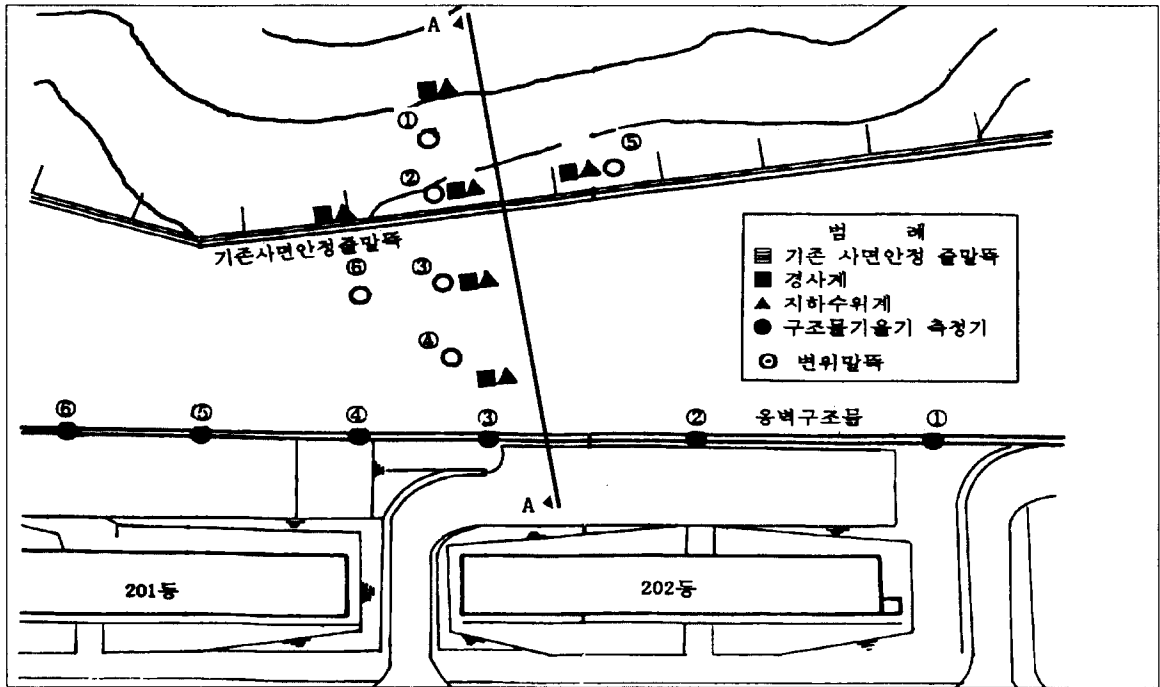 A
①
⑤
②
기존사면안정줄말뚝
⑥
③
④
범 례
기존 사면안정 줄말뚝
경사계
지하수위계
구조물기울기 측정기
변위말뚝
⑥
⑤
④
③
②
옹벽구조물
①
A
201동
202동